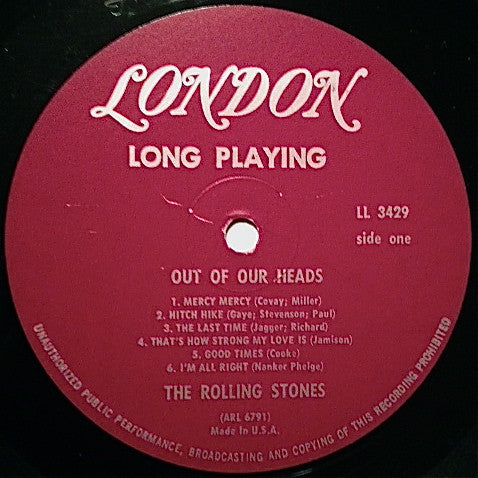 LONDON
LONG PLAYING
LL 3429
side one
OUT OF OUR HEADS
1. MERCY MERCY (Covay; Miller)
2. HITCH HIKE (Gaye; Stevenson; Paul)
3. THE LAST TIME (Jagger; Richard)
4. THAT'S HOW STRONG MY LOVE IS (Jamison)
5. GOOD TIMES (Cooke)
6. I'M ALL RIGHT (Nanker Phelge)
THE ROLLING STONES
(ARL 6791)
Made in U.S.A.
UNAUTHORIZED PUBLIC PERFORMANCE, BROADCASTING AND COPYING OF THIS RECORDING PROHIBITED